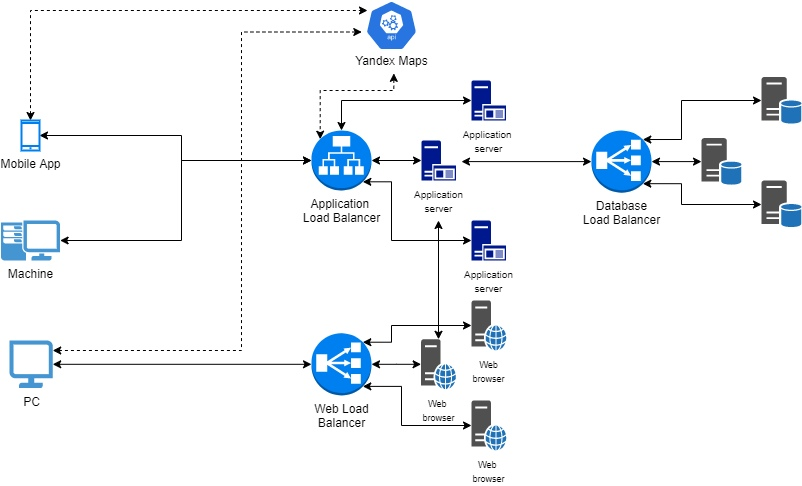 api
Yandex Maps
Application
server
Mobile App
Application
Load Balancer
Application
server
Database
Load Balancer
Machine
Application
server
Web
browser
PC
Web Load
Balancer
Web
browser
Web
browser